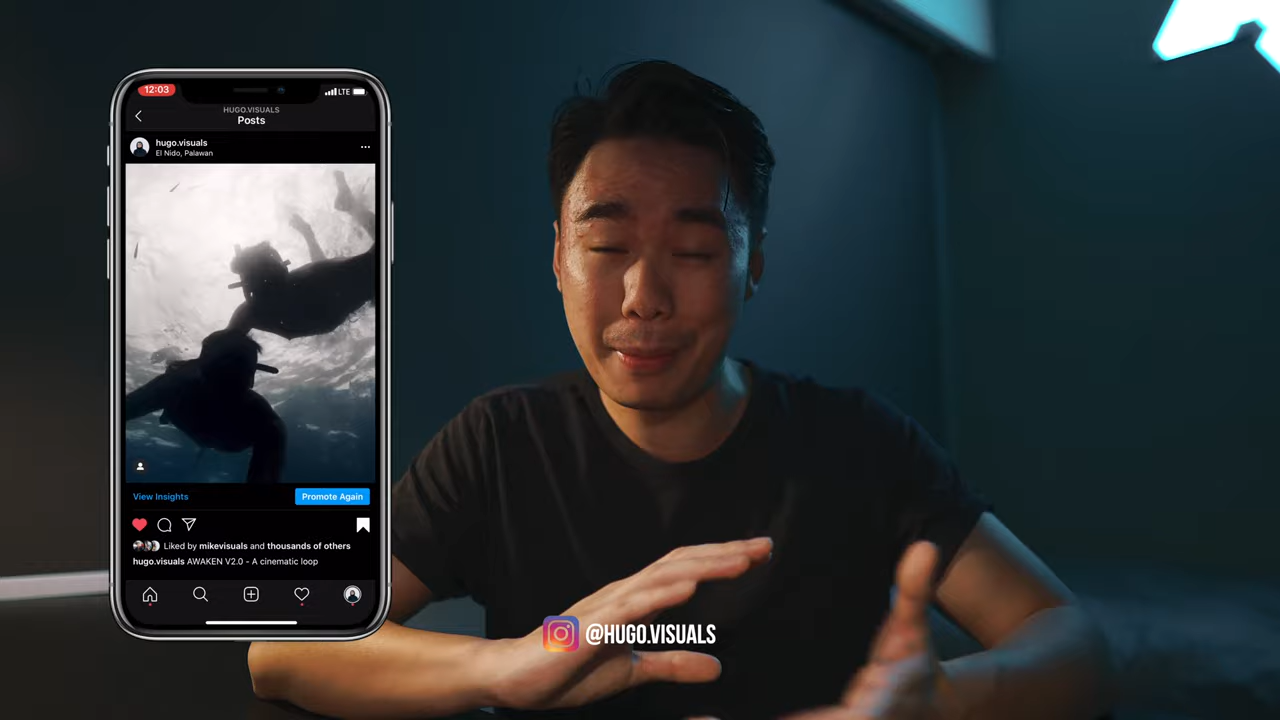 12:03
LTE
HUGO.VISUALS
Posts
hugo.visuals
El Nido, Palawan
View Insights
Promote Again
Liked by mikevisuals and thousands of others
hugo.visuals AWAKEN V2.0 - A cinematic loop
@HUGO.VISUALS